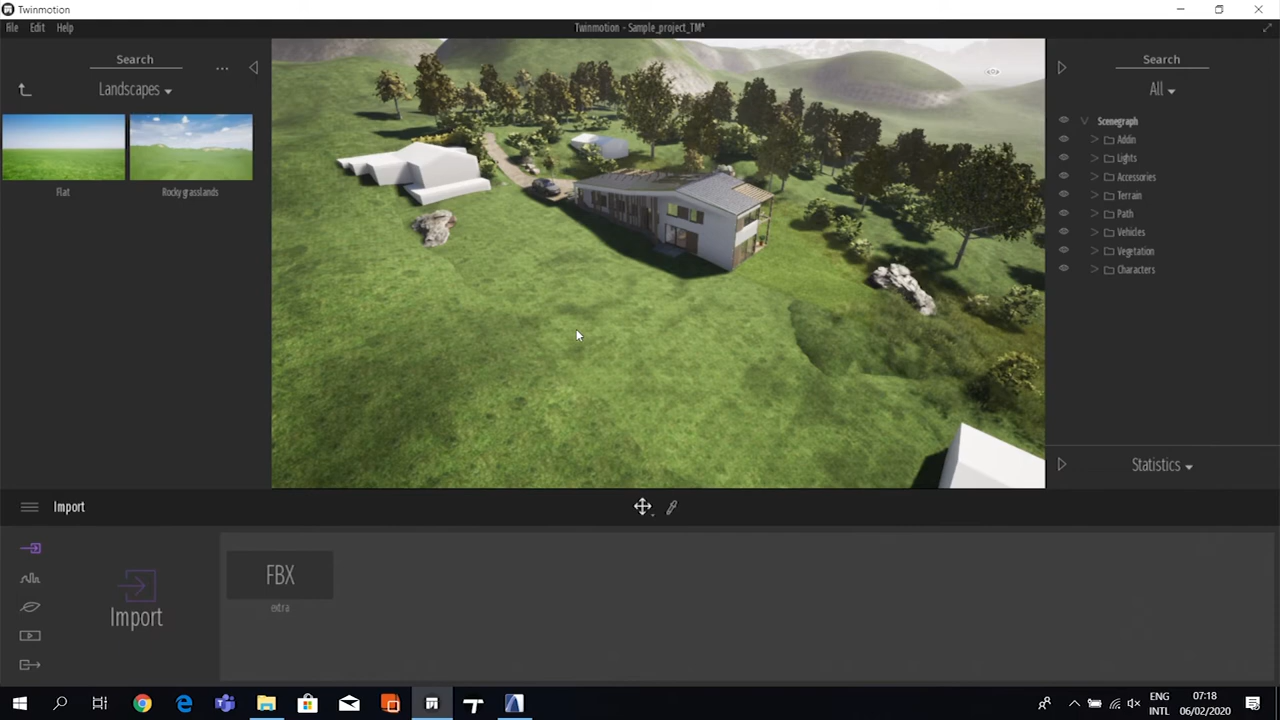 Twinmotion
File Edit Help
Twinmotion - Sample_project_TM*
Search
...
Landscapes
Flat
Rocky grasslands
Search
All
Scenegraph
Addin
Lights
Accessories
Terrain
Path
Vehicles
Vegetation
Characters
Statistics
Import
Import
FBX
extra
ENG
INTL
07:18
06/02/2020